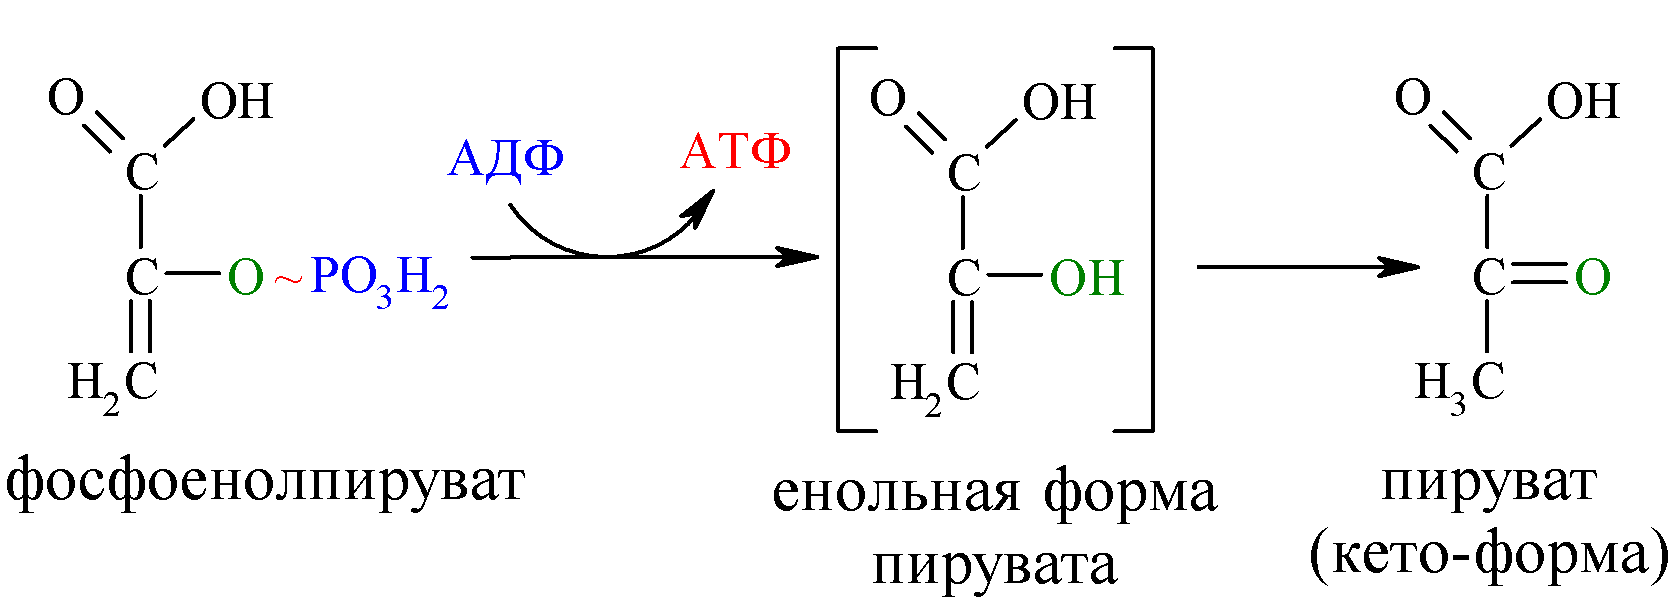 O OH C C O ~ PO₃H₂ H₂C
АДФ АТФ
O OH C C OH H₂C
O OH C C O H₃C
фосфоенолпируват
енольная форма
пирувата
пируват
(кето-форма)